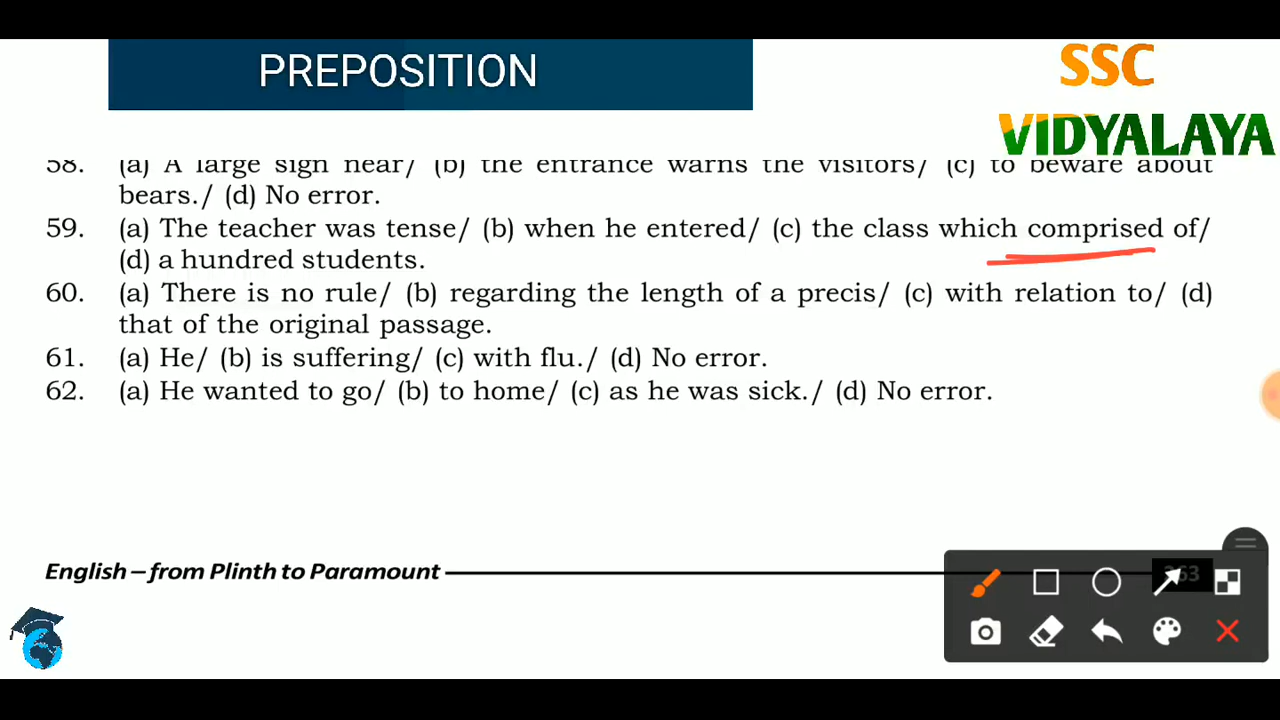 PREPOSITION
SSC
VIDYALAYA
58. (a) A large sign near/ (b) the entrance warns the visitors/ (c) to beware about
bears./ (d) No error.
59. (a) The teacher was tense/ (b) when he entered/ (c) the class which comprised of/
(d) a hundred students.
60. (a) There is no rule/ (b) regarding the length of a precis/ (c) with relation to/ (d)
that of the original passage.
61. (a) He/ (b) is suffering/ (c) with flu./ (d) No error.
62. (a) He wanted to go/ (b) to home/ (c) as he was sick./ (d) No error.
English – from Plinth to Paramount